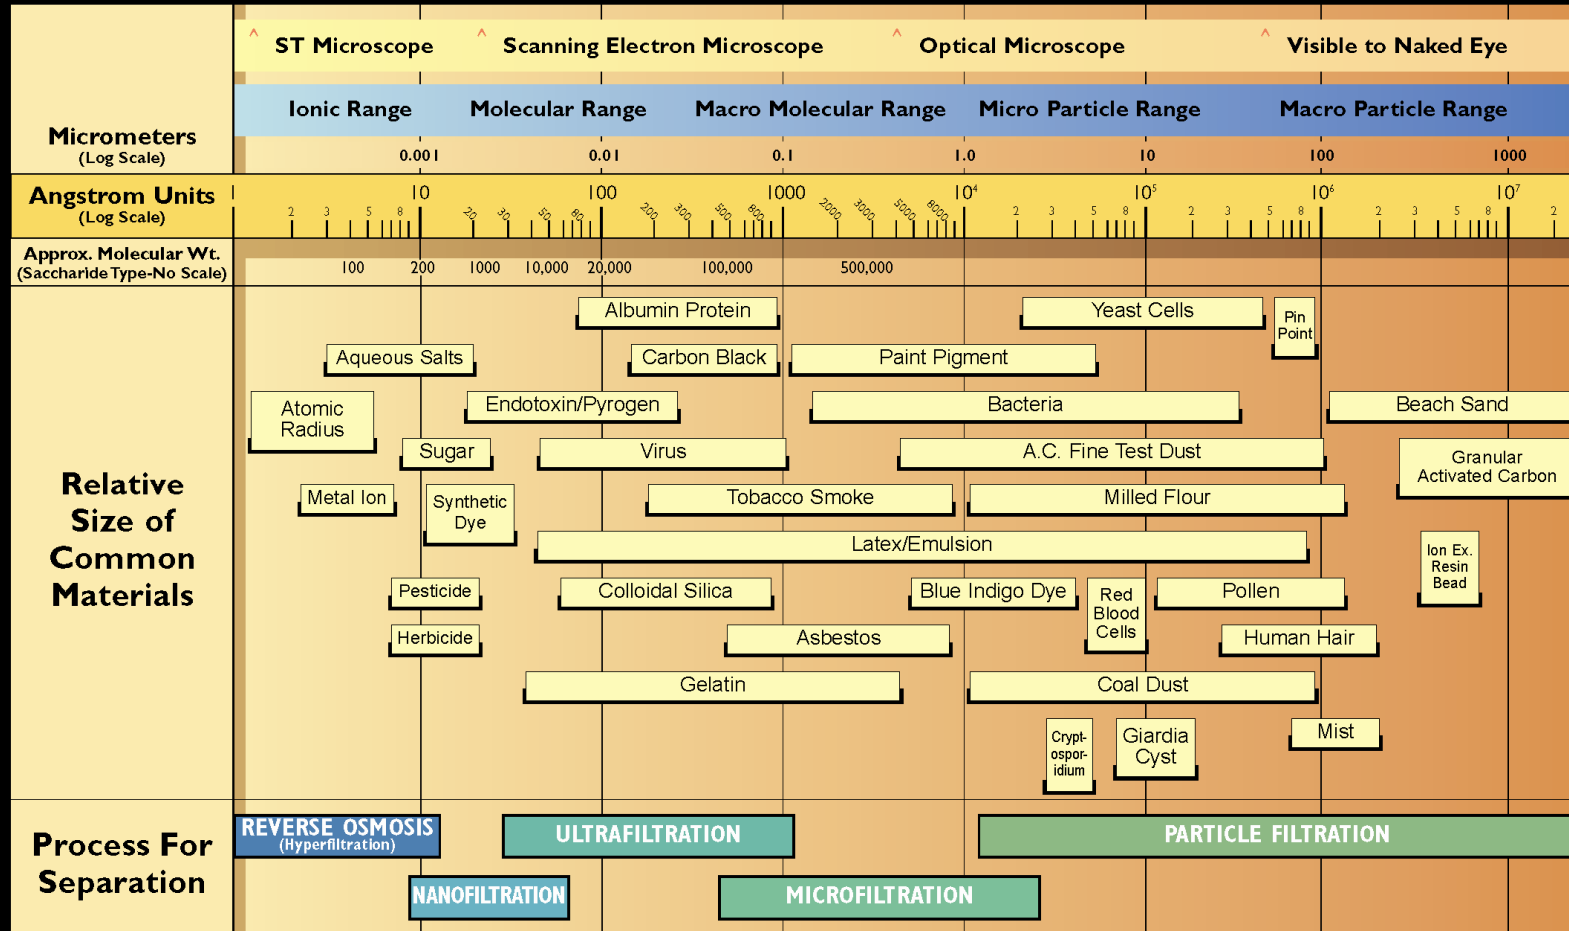 ^ ST Microscope ^ Scanning Electron Microscope ^ Optical Microscope ^ Visible to Naked Eye
Ionic Range Molecular Range Macro Molecular Range Micro Particle Range Macro Particle Range
Micrometers
(Log Scale)
0.001 0.01 0.1 1.0 10 100 1000
Angstrom Units
(Log Scale)
1 10 100 1000 10⁴ 10⁵ 10⁶ 10⁷
2 3 5 8 20 30 50 80 200 300 500 800 2000 3000 5000 8000 2 3 5 8 2 3 5 8 2 3 5 8 2
Approx. Molecular Wt.
(Saccharide Type-No Scale)
100 200 1000 10,000 20,000 100,000 500,000
Relative
Size of
Common
Materials
Albumin Protein
Yeast Cells
Pin
Point
Aqueous Salts
Carbon Black
Paint Pigment
Atomic
Radius
Endotoxin/Pyrogen
Bacteria
Beach Sand
Sugar
Virus
A.C. Fine Test Dust
Granular
Activated Carbon
Metal Ion
Synthetic
Dye
Tobacco Smoke
Milled Flour
Latex/Emulsion
Ion Ex.
Resin
Bead
Pesticide
Colloidal Silica
Blue Indigo Dye
Red
Blood
Cells
Pollen
Herbicide
Asbestos
Human Hair
Gelatin
Coal Dust
Crypt-
ospor-
idium
Giardia
Cyst
Mist
Process For
Separation
REVERSE OSMOSIS
(Hyperfiltration)
ULTRAFILTRATION
PARTICLE FILTRATION
NANOFILTRATION
MICROFILTRATION